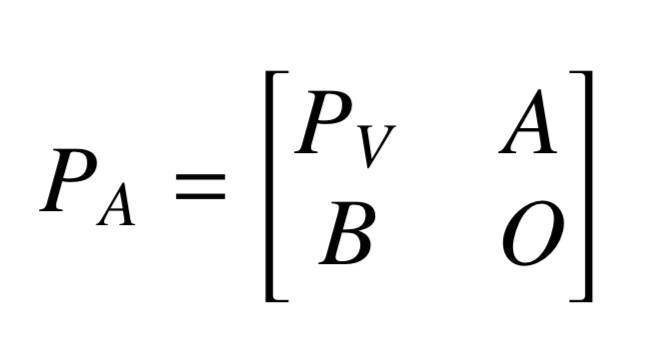 P_A = [P_V A
B O]